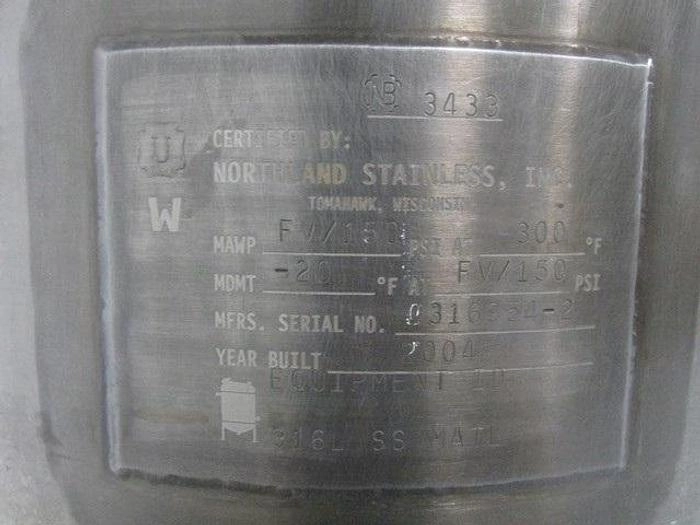 NB 3433
U
CERTIFIED BY:
NORTHLAND STAINLESS, INC.
TOMAHAWK, WISCONSIN
W
MAWP FV/150 PSI AT 300 °F
MDMT -20 °F AT FV/150 PSI
MFRS. SERIAL NO.
YEAR BUILT 2004
EQUIPMENT ID
316L SS MATL